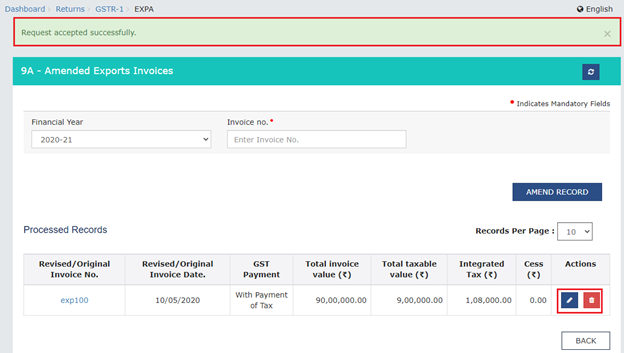 Dashboard › Returns › GSTR-1 › EXPA
English
Request accepted successfully.
×
9A - Amended Exports Invoices
• Indicates Mandatory Fields
Financial Year
Invoice no.•
2020-21
Enter Invoice No.
AMEND RECORD
Processed Records
Records Per Page : 10
Revised/Original Invoice No.
Revised/Original Invoice Date.
GST Payment
Total invoice value (₹)
Total taxable value (₹)
Integrated Tax (₹)
Cess (₹)
Actions
exp100
10/05/2020
With Payment of Tax
90,00,000.00
9,00,000.00
1,08,000.00
0.00
BACK